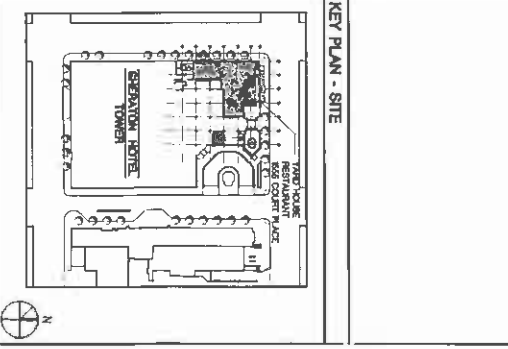 KEY PLAN - SITE
YARD HOUSE
RESTAURANT
1555 COURT PLACE
SHERATON HOTEL
TOWER
N